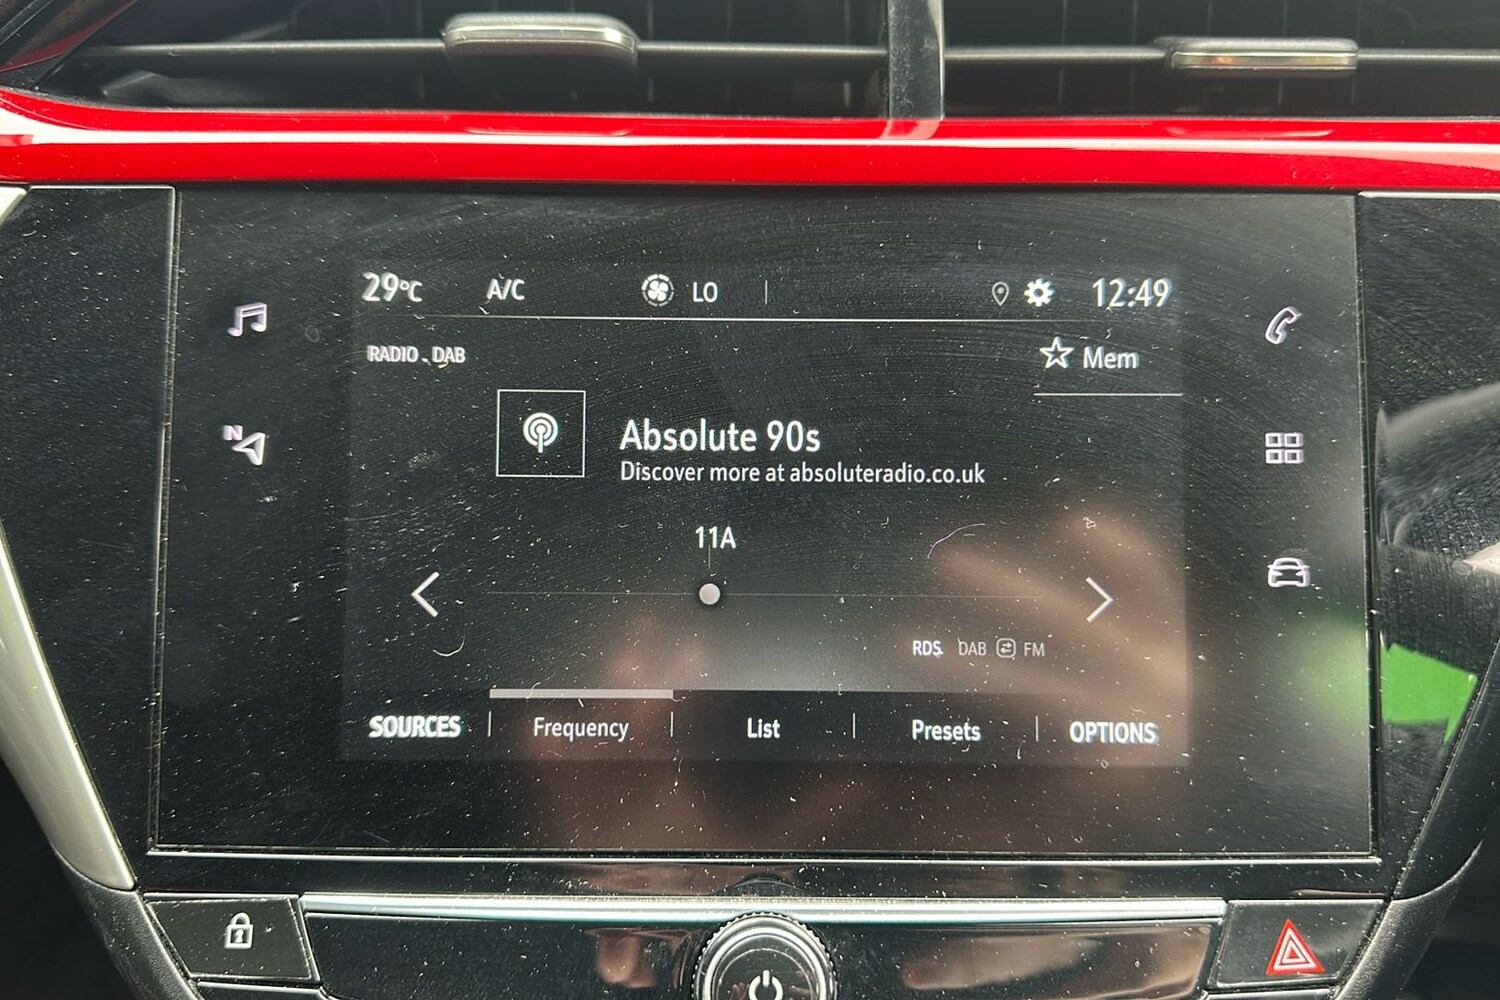 29°C A/C LO 12:49
RADIO . DAB
Mem
Absolute 90s
Discover more at absoluteradio.co.uk
11A
N
RDS DAB FM
SOURCES Frequency List Presets OPTIONS